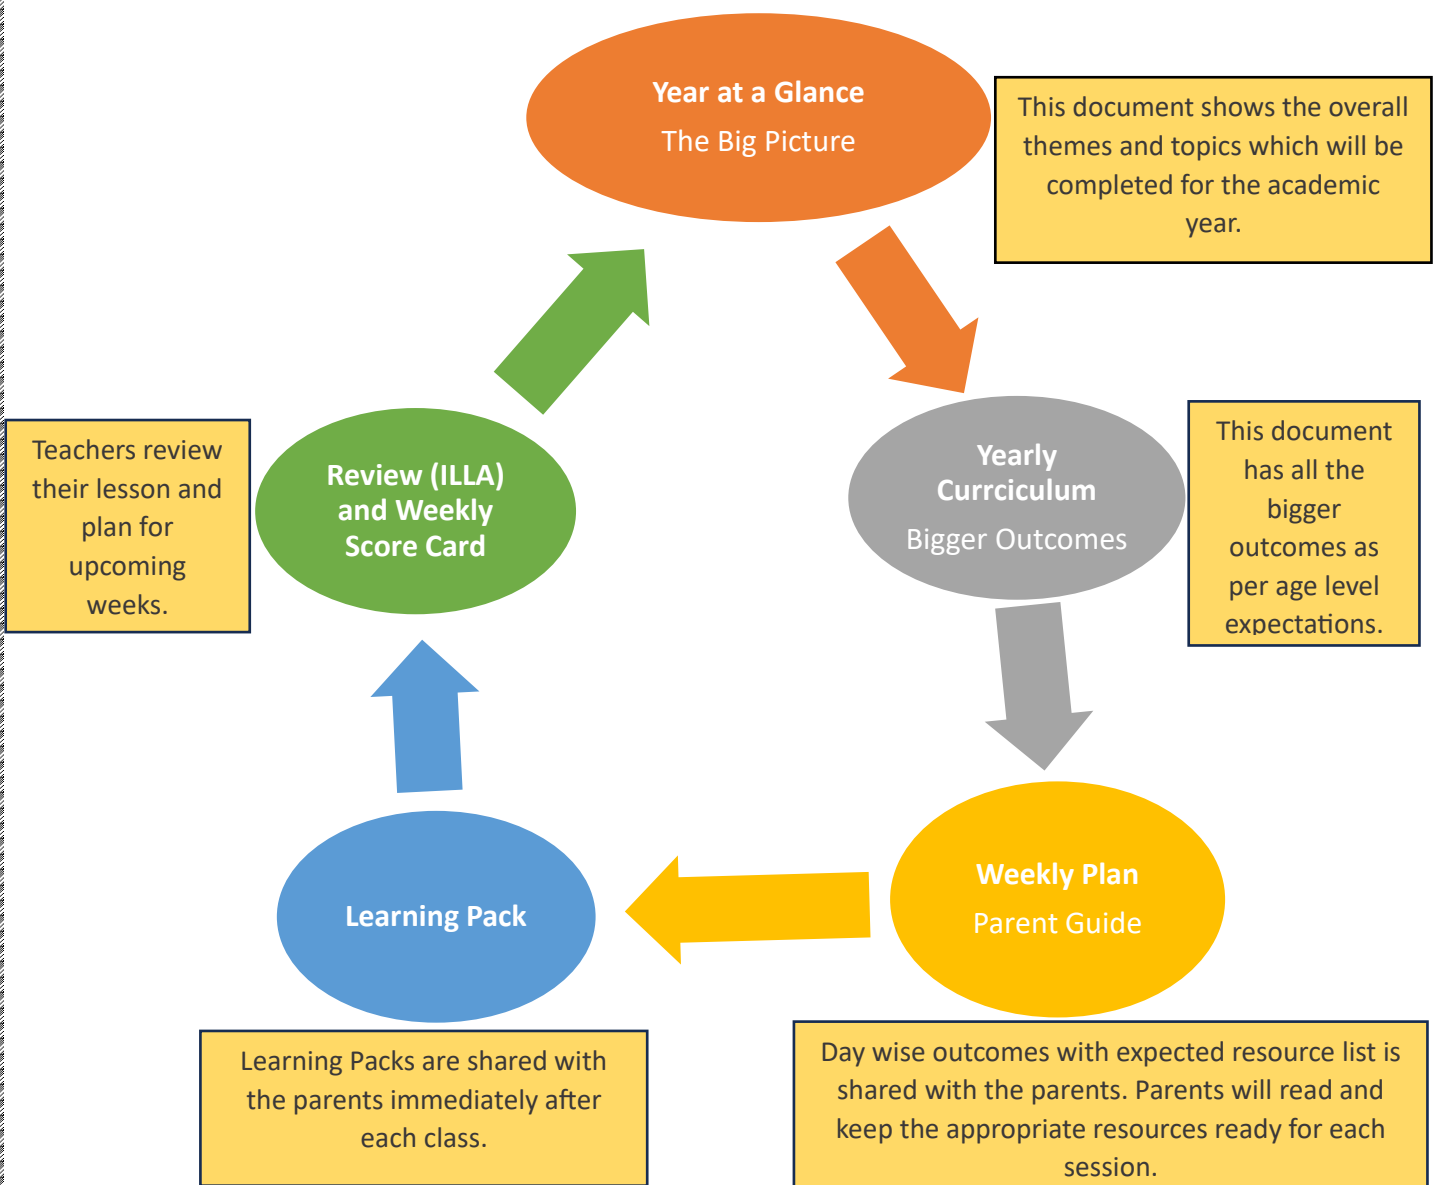 Year at a Glance
The Big Picture
This document shows the overall
themes and topics which will be
completed for the academic
year.
Yearly
Currciculum
Bigger Outcomes
This document
has all the
bigger
outcomes as
per age level
expectations.
Weekly Plan
Parent Guide
Day wise outcomes with expected resource list is
shared with the parents. Parents will read and
keep the appropriate resources ready for each
session.
Learning Pack
Learning Packs are shared with
the parents immediately after
each class.
Review (ILLA)
and Weekly
Score Card
Teachers review
their lesson and
plan for
upcoming
weeks.